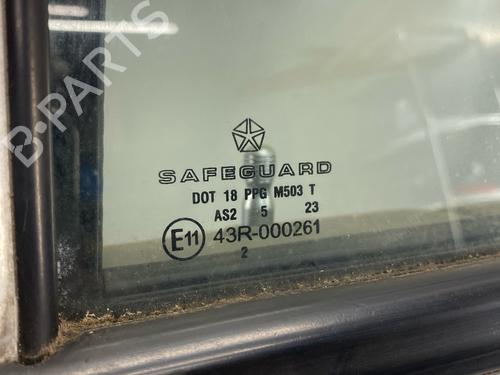 B-PARTS
SAFEGUARD
DOT 18 PPG M503 T
AS2 5 23
E11 43R-000261
2